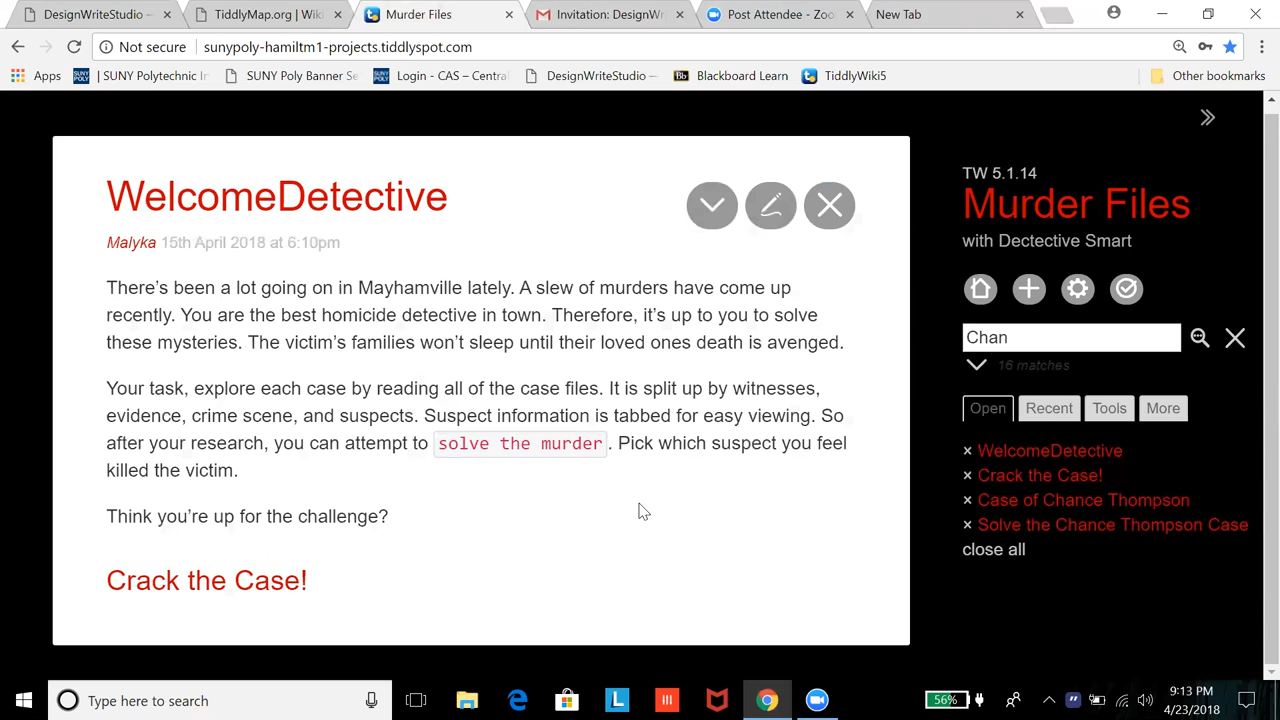 DesignWriteStudio –
TiddlyMap.org | Wiki
Murder Files
Invitation: DesignWr
Post Attendee - Zoo
New Tab
Not secure
sunypoly-hamiltm1-projects.tiddlyspot.com
Apps
SUNY POLY
| SUNY Polytechnic In
SUNY Poly Banner Se
SUNY POLY
Login - CAS – Central
DesignWriteStudio —
Bb
Blackboard Learn
TiddlyWiki5
Other bookmarks
WelcomeDetective
Malyka 15th April 2018 at 6:10pm
There’s been a lot going on in Mayhamville lately. A slew of murders have come up
recently. You are the best homicide detective in town. Therefore, it’s up to you to solve
these mysteries. The victim’s families won’t sleep until their loved ones death is avenged.
Your task, explore each case by reading all of the case files. It is split up by witnesses,
evidence, crime scene, and suspects. Suspect information is tabbed for easy viewing. So
after your research, you can attempt to solve the murder. Pick which suspect you feel
killed the victim.
Think you’re up for the challenge?
Crack the Case!
TW 5.1.14
Murder Files
with Dectective Smart
Chan
16 matches
Open
Recent
Tools
More
× WelcomeDetective
× Crack the Case!
× Case of Chance Thompson
× Solve the Chance Thompson Case
close all
Type here to search
L
56%
9:13 PM
4/23/2018